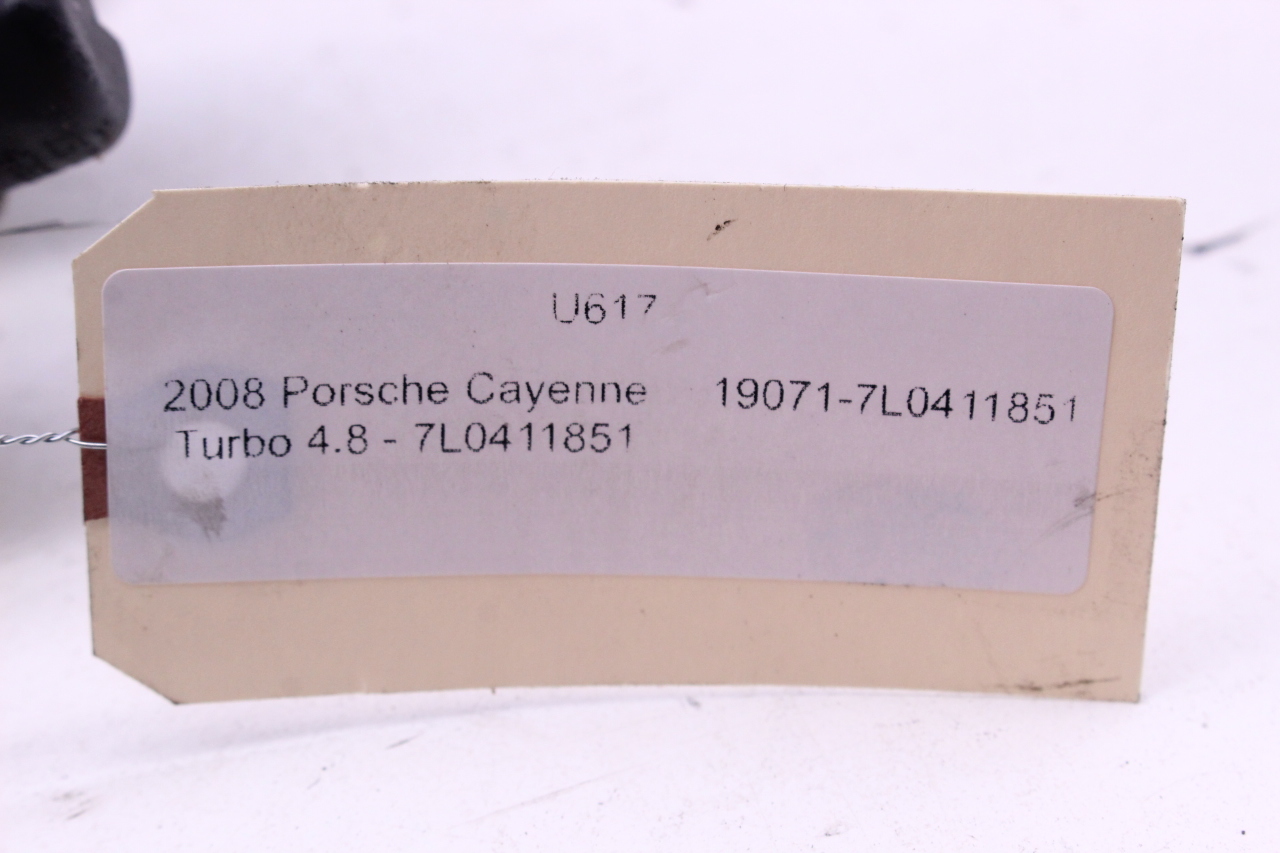 U617
2008 Porsche Cayenne 19071-7L0411851
Turbo 4.8 - 7L0411851